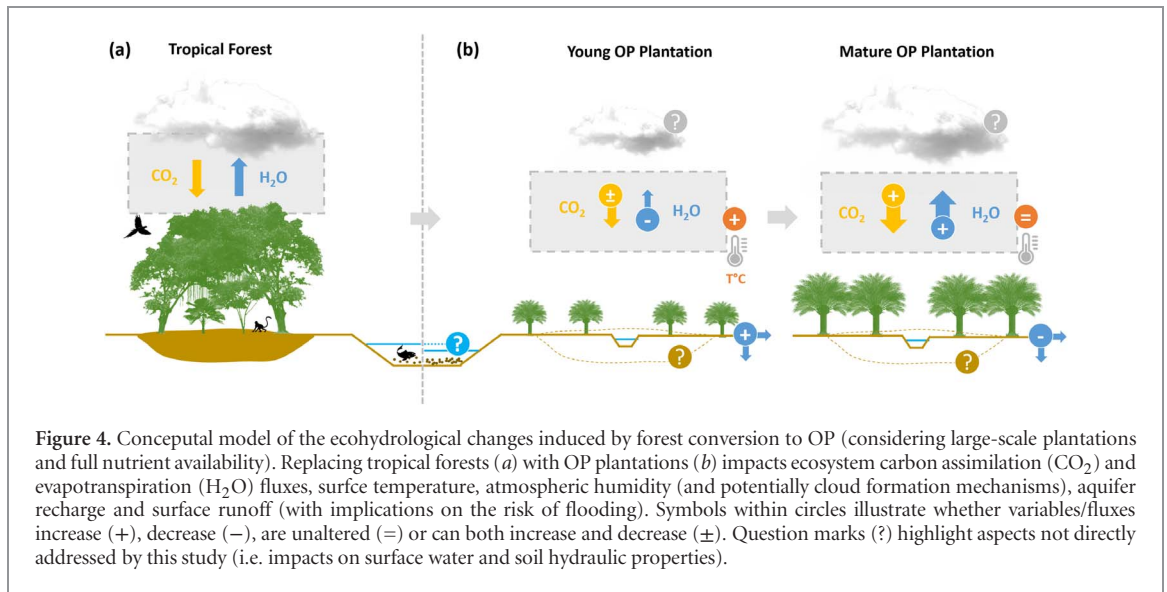 (a) Tropical Forest (b) Young OP Plantation Mature OP Plantation
? ?
CO₂ H₂O
± CO₂ - H₂O +
T°C
+ CO₂ + H₂O =
? + -
? ?
Figure 4. Conceputal model of the ecohydrological changes induced by forest conversion to OP (considering large-scale plantations
and full nutrient availability). Replacing tropical forests (a) with OP plantations (b) impacts ecosystem carbon assimilation (CO₂) and
evapotranspiration (H₂O) fluxes, surfce temperature, atmospheric humidity (and potentially cloud formation mechanisms), aquifer
recharge and surface runoff (with implications on the risk of flooding). Symbols within circles illustrate whether variables/fluxes
increase (+), decrease (−), are unaltered (=) or can both increase and decrease (±). Question marks (?) highlight aspects not directly
addressed by this study (i.e. impacts on surface water and soil hydraulic properties).